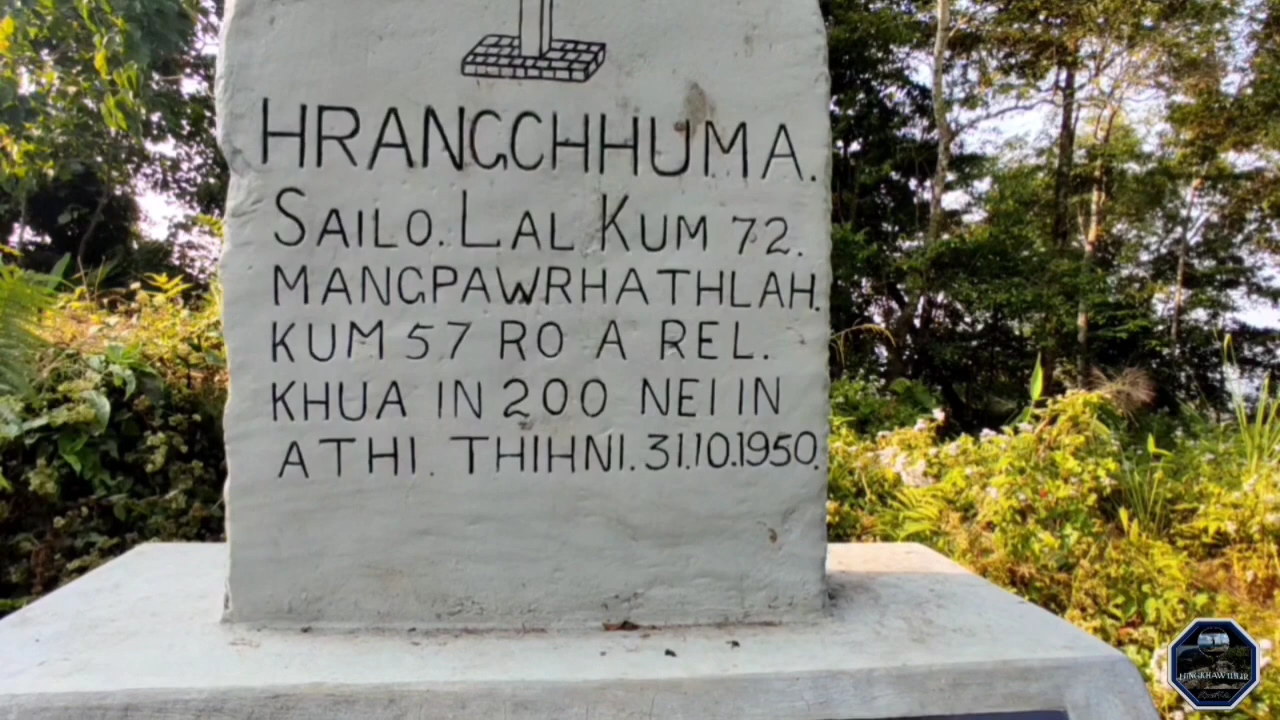 HRANGCHHUMA.
SAILO. LAL KUM 72.
MANGPAWRHATHLAH.
KUM 57 RO A REL.
KHUA IN 200 NEI IN
ATHI. THIHNI. 31.10.1950.